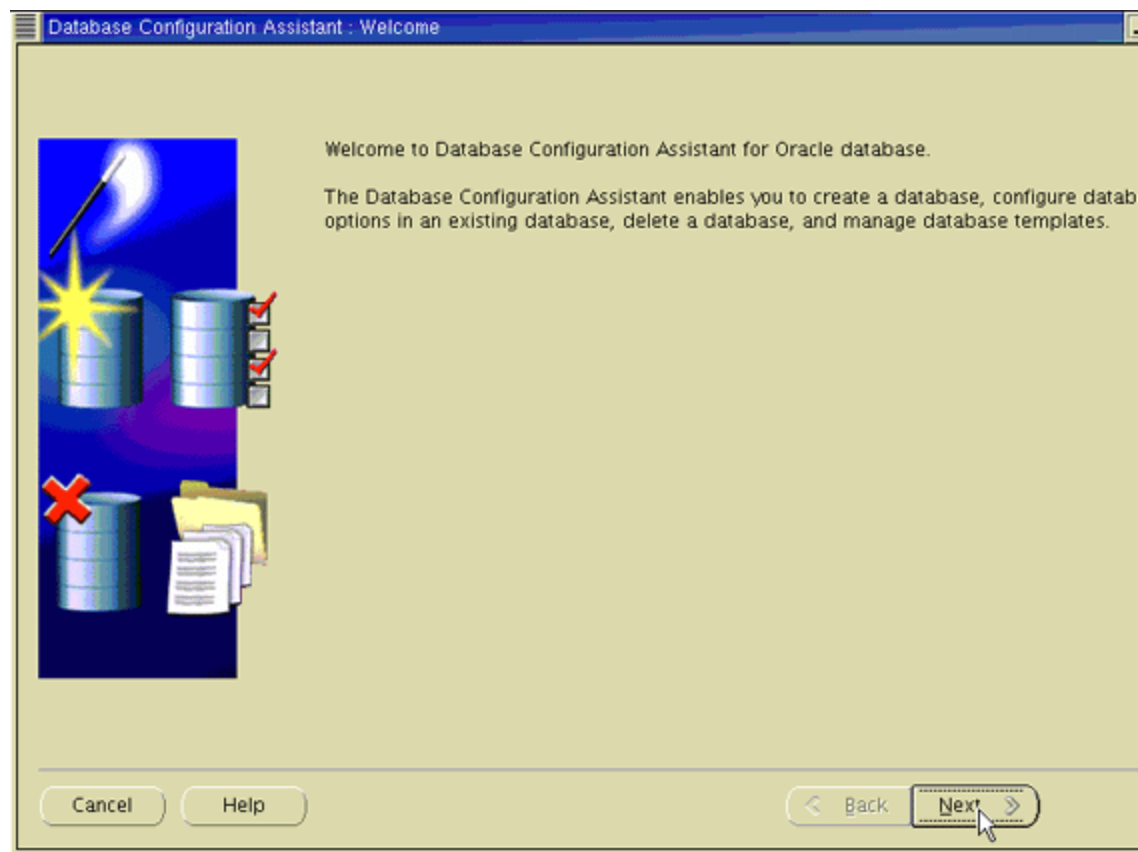 Database Configuration Assistant : Welcome
Welcome to Database Configuration Assistant for Oracle database.
The Database Configuration Assistant enables you to create a database, configure datab
options in an existing database, delete a database, and manage database templates.
Cancel
Help
Back
Next